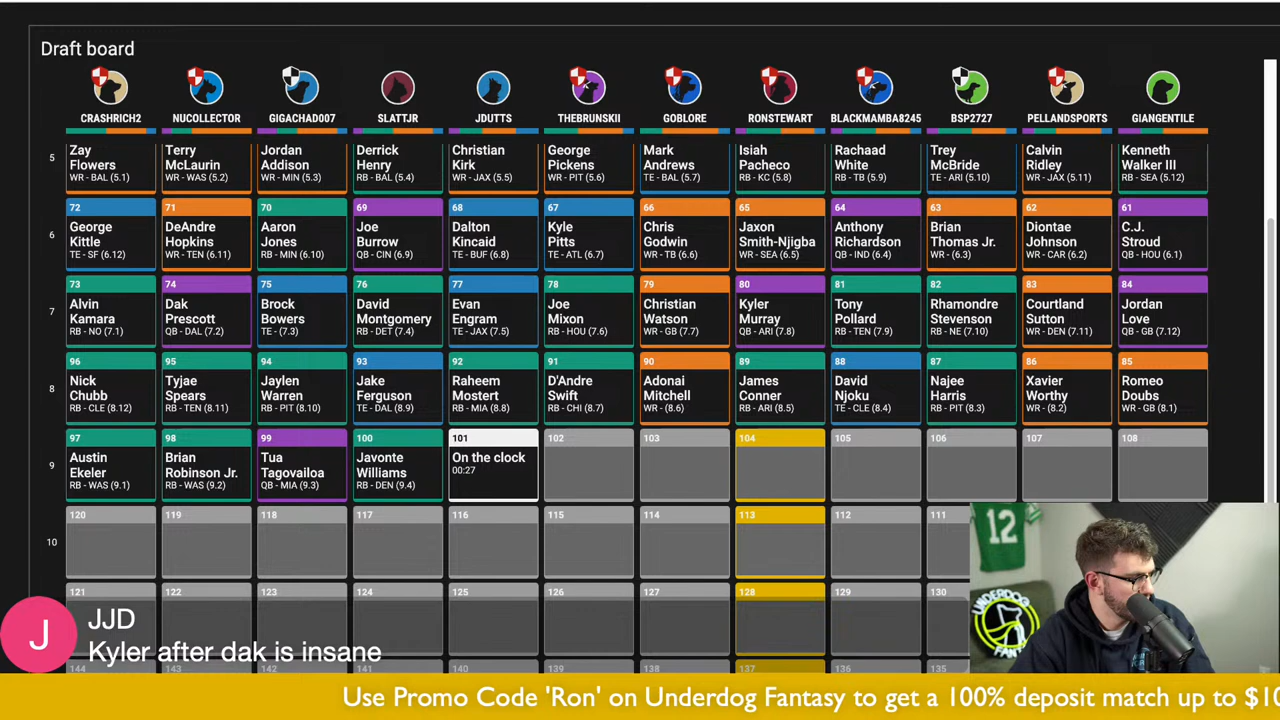 Draft board
CRASHRICH2 NUCOLLECTOR GIGACHAD007 SLATTJR JDUTTS THEBRUNSKII GOBLORE RONSTEWART BLACKMAMBA8245 BSP2727 PELLANDSPORTS GIANGENTILE
5
Zay Terry Jordan Derrick Christian George Mark Isiah Rachaad Trey Calvin Kenneth
Flowers McLaurin Addison Henry Kirk Pickens Andrews Pacheco White McBride Ridley Walker III
WR - BAL (5.1) WR - WAS (5.2) WR - MIN (5.3) RB - BAL (5.4) WR - JAX (5.5) WR - PIT (5.6) TE - BAL (5.7) RB - KC (5.8) RB - TB (5.9) TE - ARI (5.10) WR - JAX (5.11) RB - SEA (5.12)
72 71 70 69 68 67 66 65 64 63 62 61
6
George DeAndre Aaron Joe Dalton Kyle Chris Jaxon Anthony Brian Diontae C.J.
Kittle Hopkins Jones Burrow Kincaid Pitts Godwin Smith-Njigba Richardson Thomas Jr. Johnson Stroud
TE - SF (6.12) WR - TEN (6.11) RB - MIN (6.10) QB - CIN (6.9) TE - BUF (6.8) TE - ATL (6.7) WR - TB (6.6) WR - SEA (6.5) QB - IND (6.4) WR - (6.3) WR - CAR (6.2) QB - HOU (6.1)
73 74 75 76 77 78 79 80 81 82 83 84
7
Alvin Dak Brock David Evan Joe Christian Kyler Tony Rhamondre Courtland Jordan
Kamara Prescott Bowers Montgomery Engram Mixon Watson Murray Pollard Stevenson Sutton Love
RB - NO (7.1) QB - DAL (7.2) TE - (7.3) RB - DET (7.4) TE - JAX (7.5) RB - HOU (7.6) WR - GB (7.7) QB - ARI (7.8) RB - TEN (7.9) RB - NE (7.10) WR - DEN (7.11) QB - GB (7.12)
96 95 94 93 92 91 90 89 88 87 86 85
8
Nick Tyjae Jaylen Jake Raheem D'Andre Adonai James David Najee Xavier Romeo
Chubb Spears Warren Ferguson Mostert Swift Mitchell Conner Njoku Harris Worthy Doubs
RB - CLE (8.12) RB - TEN (8.11) RB - PIT (8.10) TE - DAL (8.9) RB - MIA (8.8) RB - CHI (8.7) WR - (8.6) RB - ARI (8.5) TE - CLE (8.4) RB - PIT (8.3) WR - (8.2) WR - GB (8.1)
97 98 99 100 101 102 103 104 105 106 107 108
9
Austin Brian Tua Javonte On the clock
Ekeler Robinson Jr. Tagovailoa Williams 00:27
RB - WAS (9.1) RB - WAS (9.2) QB - MIA (9.3) RB - DEN (9.4)
120 119 118 117 116 115 114 113 112 111
10
121 122 123 124 125 126 127 128 129 130
144 143 142 141 140 139 138 137 136 135
12
UNDERDOG
FANTASY
J
JJD
Kyler after dak is insane
Use Promo Code 'Ron' on Underdog Fantasy to get a 100% deposit match up to $10